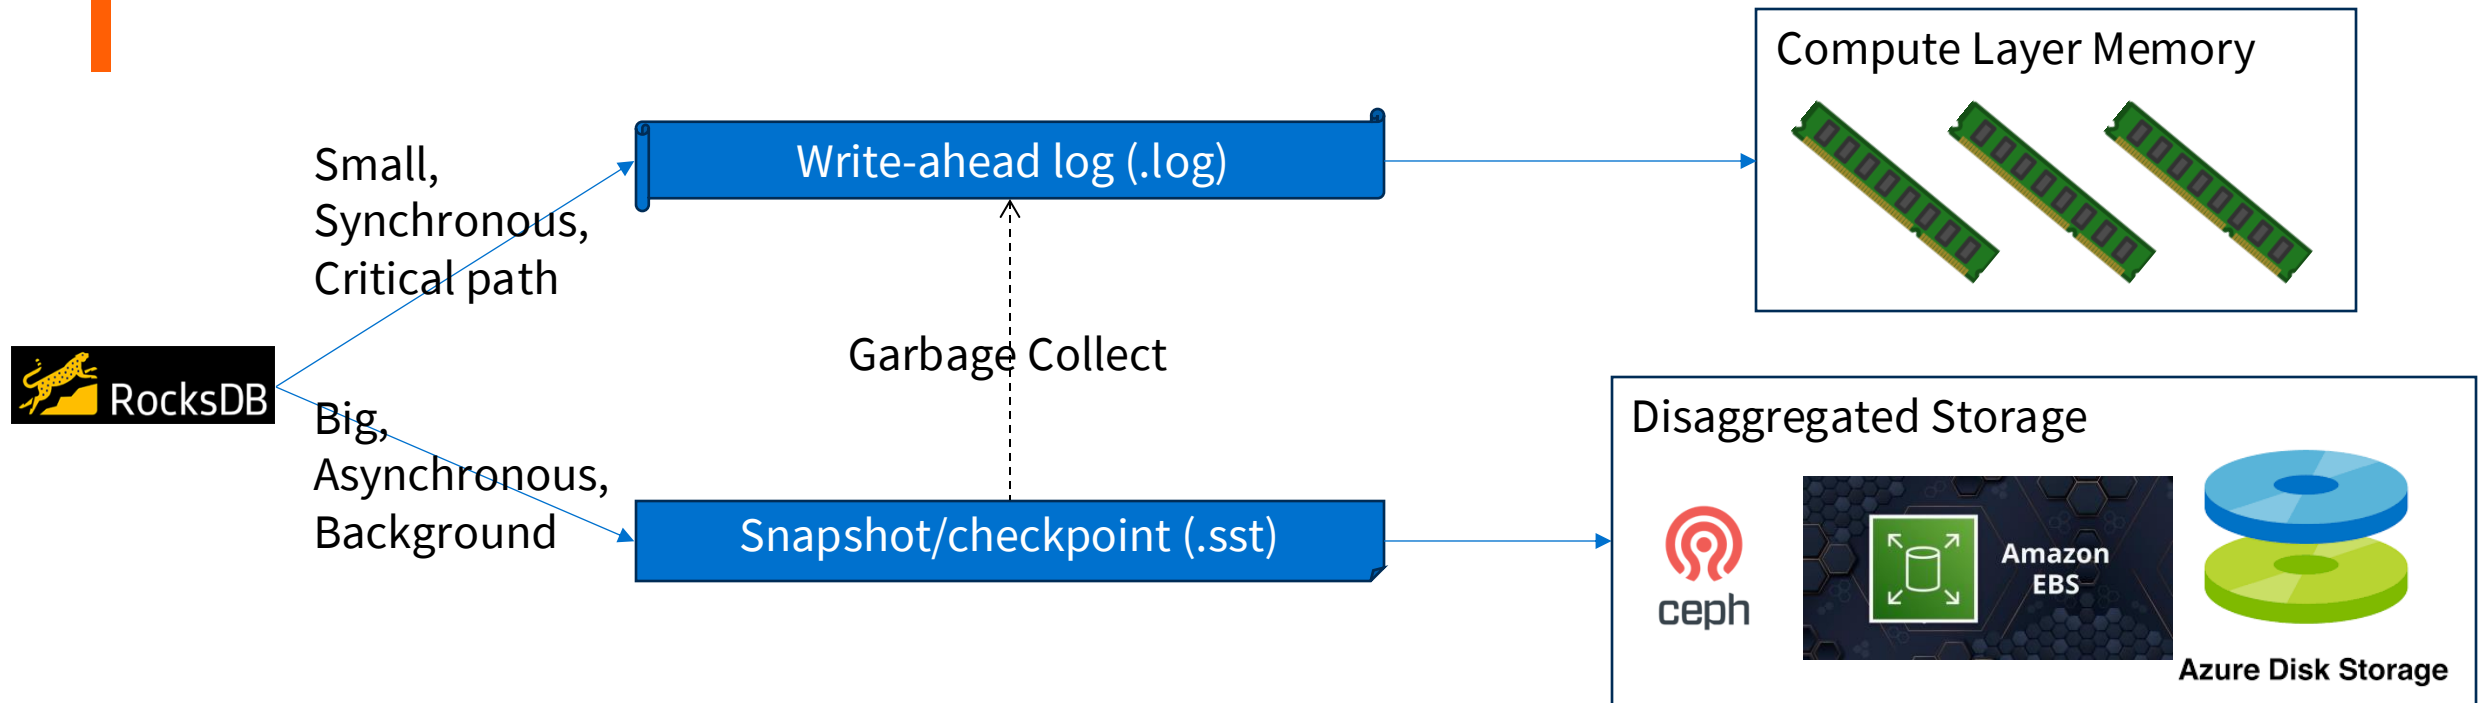 Compute Layer Memory
Write-ahead log (.log)
Small,
Synchronous,
Critical path
Garbage Collect
RocksDB
Big,
Asynchronous,
Background
Snapshot/checkpoint (.sst)
Disaggregated Storage
ceph
Amazon
EBS
Azure Disk Storage